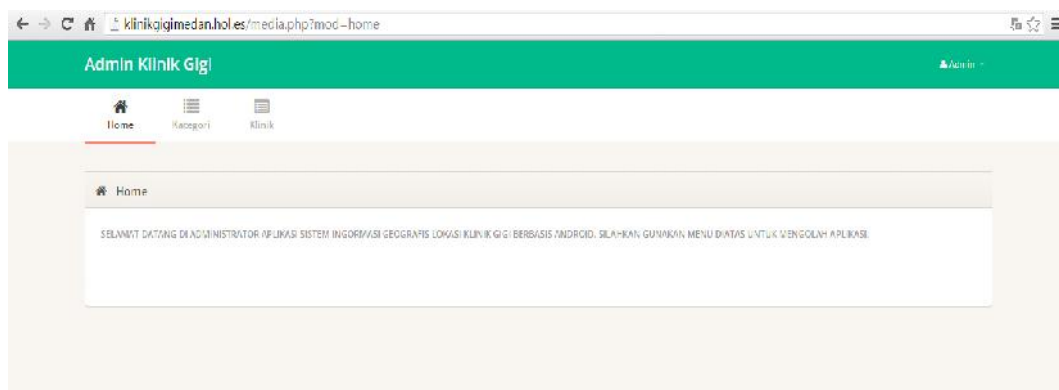 klinikgigimedan.hol.es/media.php?mod=home
Admin Klinik Gigi
Admin
Home Kategori Klinik
Home
SELAMAT DATANG DI ADMINISTRATOR APLIKASI SISTEM INGORMASI GEOGRAFIS LOKASI KLINIK GIGI BERBASIS ANDROID. SILAHKAN GUNAKAN MENU DIATAS UNTUK MENGOLAH APLIKASI.